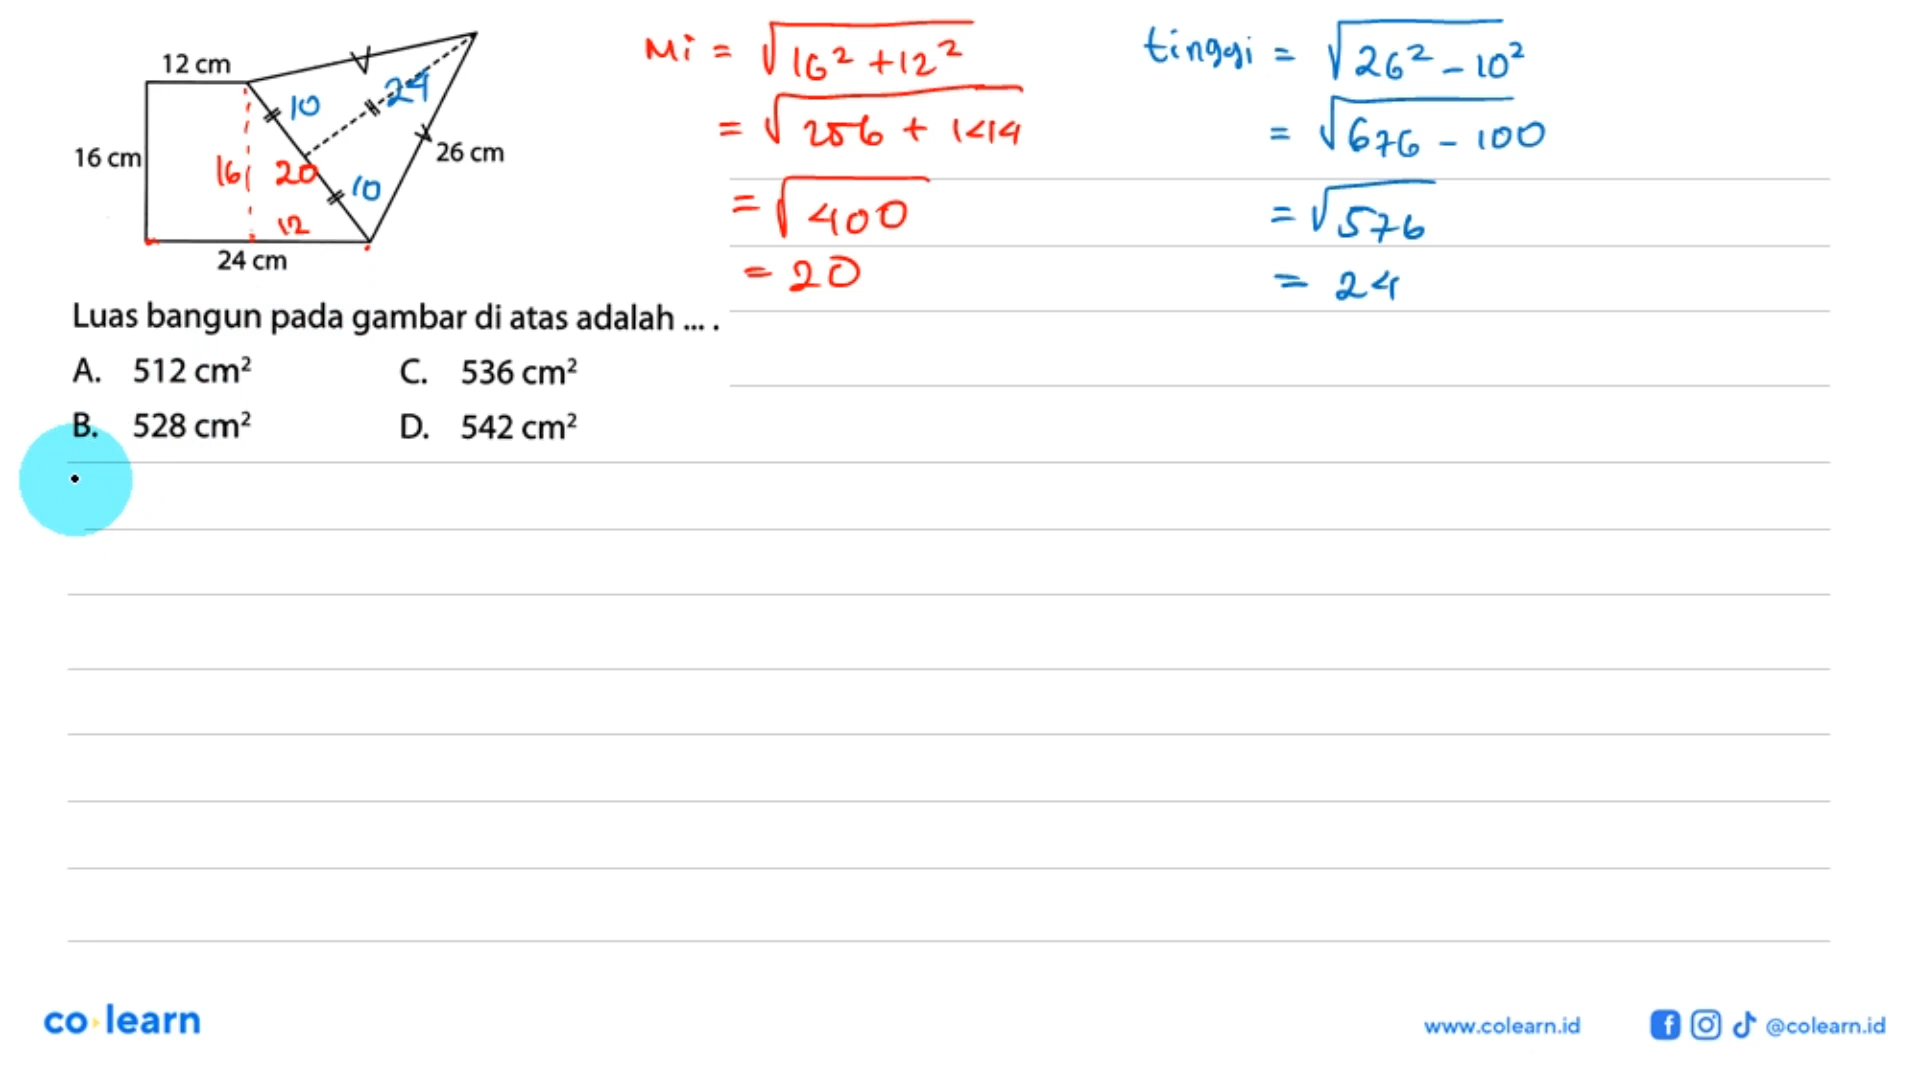 12 cm
16 cm
26 cm
24 cm
10
24
16
20
10
12
Mi = √16² + 12²
= √256 + 144
= √400
= 20
tinggi = √26² - 10²
= √676 - 100
= √576
= 24
Luas bangun pada gambar di atas adalah ... .
A. 512 cm² C. 536 cm²
B. 528 cm² D. 542 cm²
co learn
www.colearn.id
@colearn.id